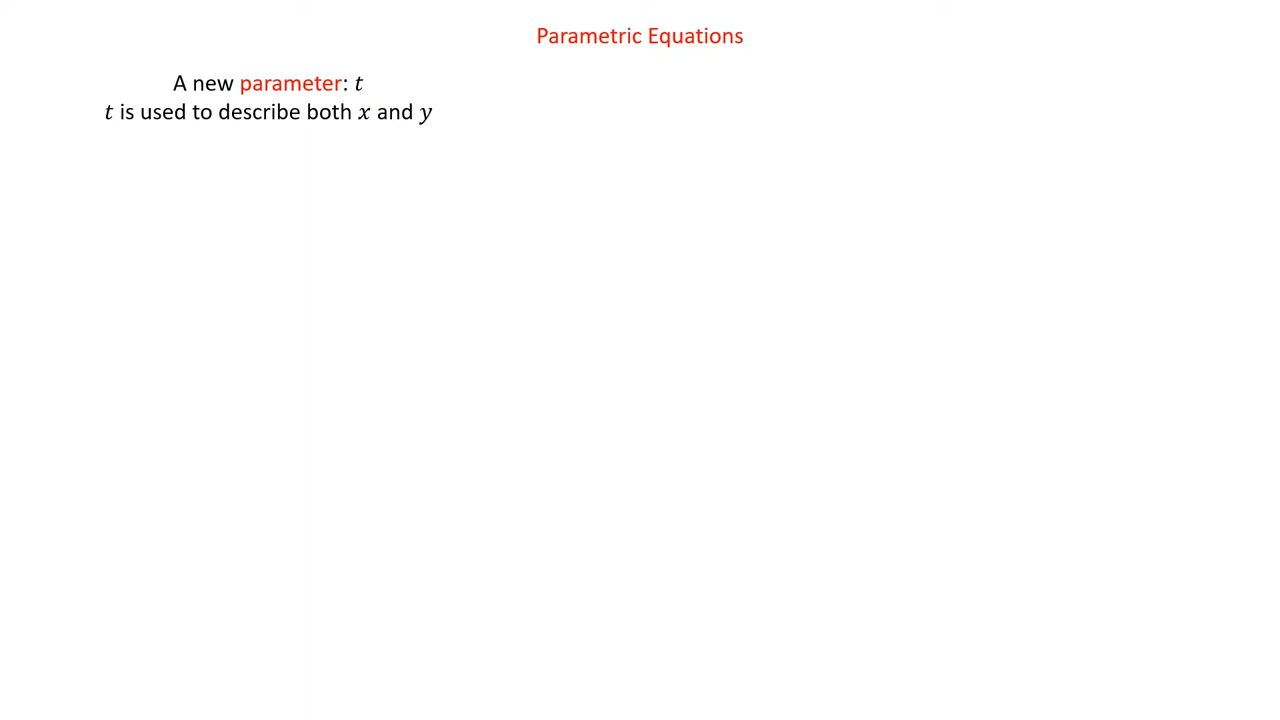 Parametric Equations
A new parameter: t
t is used to describe both x and y